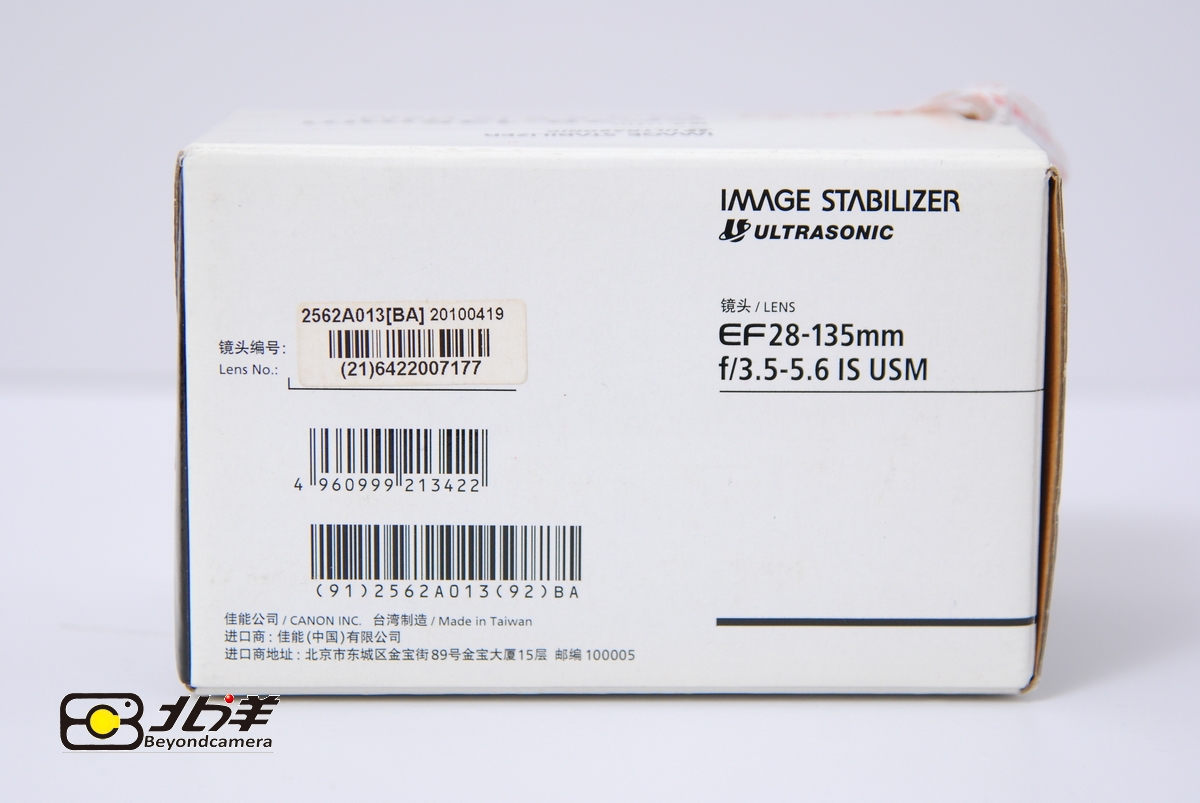 IMAGE STABILIZER
ULTRASONIC
IMAGE STABILIZER
ULTRASONIC
镜头 / LENS
EF28-135mm
f/3.5-5.6 IS USM
2562A013[BA] 20100419
(21)6422007177
镜头编号:
Lens No.:
4 960999 213422
(91)2562A013(92)BA
佳能公司 / CANON INC. 台湾制造 / Made in Taiwan
进口商: 佳能(中国)有限公司
进口商地址: 北京市东城区金宝街89号金宝大厦15层 邮编 100005
北洋
Beyondcamera